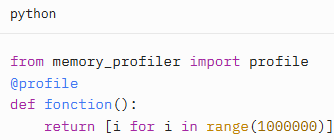 python
from memory_profiler import profile
@profile
def fonction():
    return [i for i in range(1000000)]